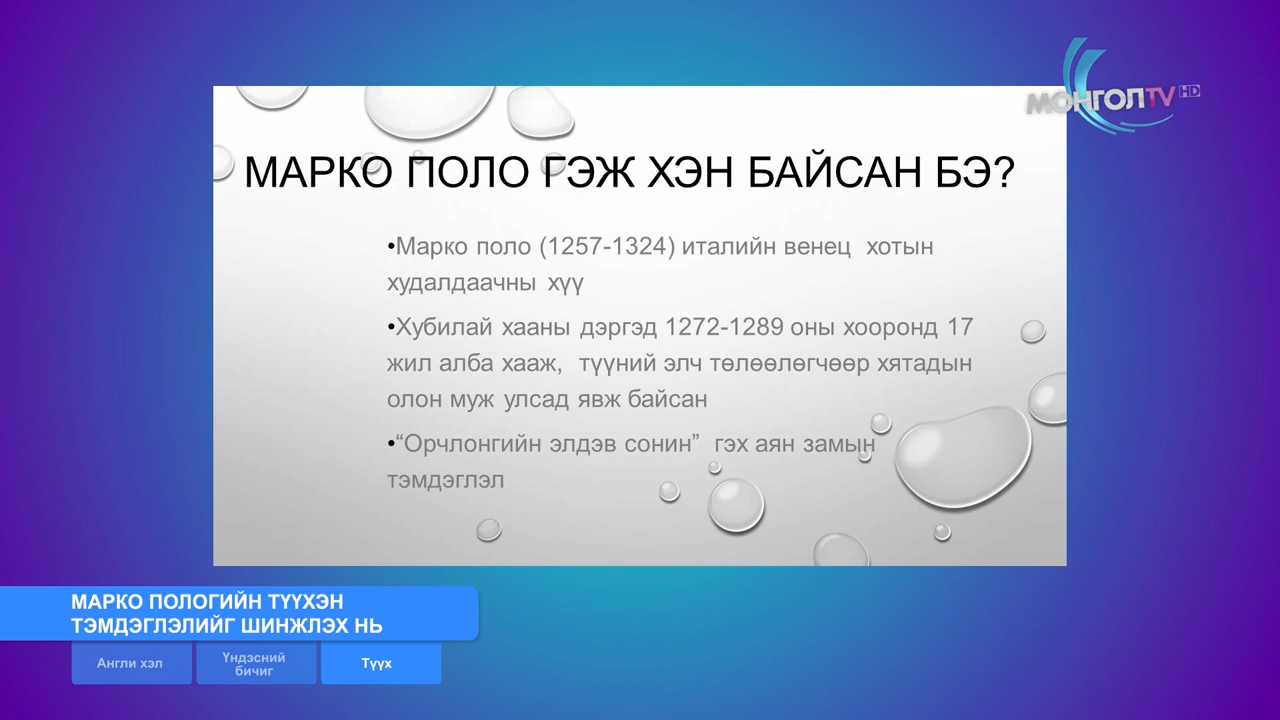 МОНГОЛTV HD
МАРКО ПОЛО ГЭЖ ХЭН БАЙСАН БЭ?
•Марко поло (1257-1324) италийн венец хотын
худалдаачны хүү
•Хубилай хааны дэргэд 1272-1289 оны хооронд 17
жил алба хааж, түүний элч төлөөлөгчөөр хятадын
олон муж улсад явж байсан
•“Орчлонгийн элдэв сонин” гэх аян замын
тэмдэглэл
МАРКО ПОЛОГИЙН ТҮҮХЭН
ТЭМДЭГЛЭЛИЙГ ШИНЖЛЭХ НЬ
Англи хэл
Үндэсний
бичиг
Түүх